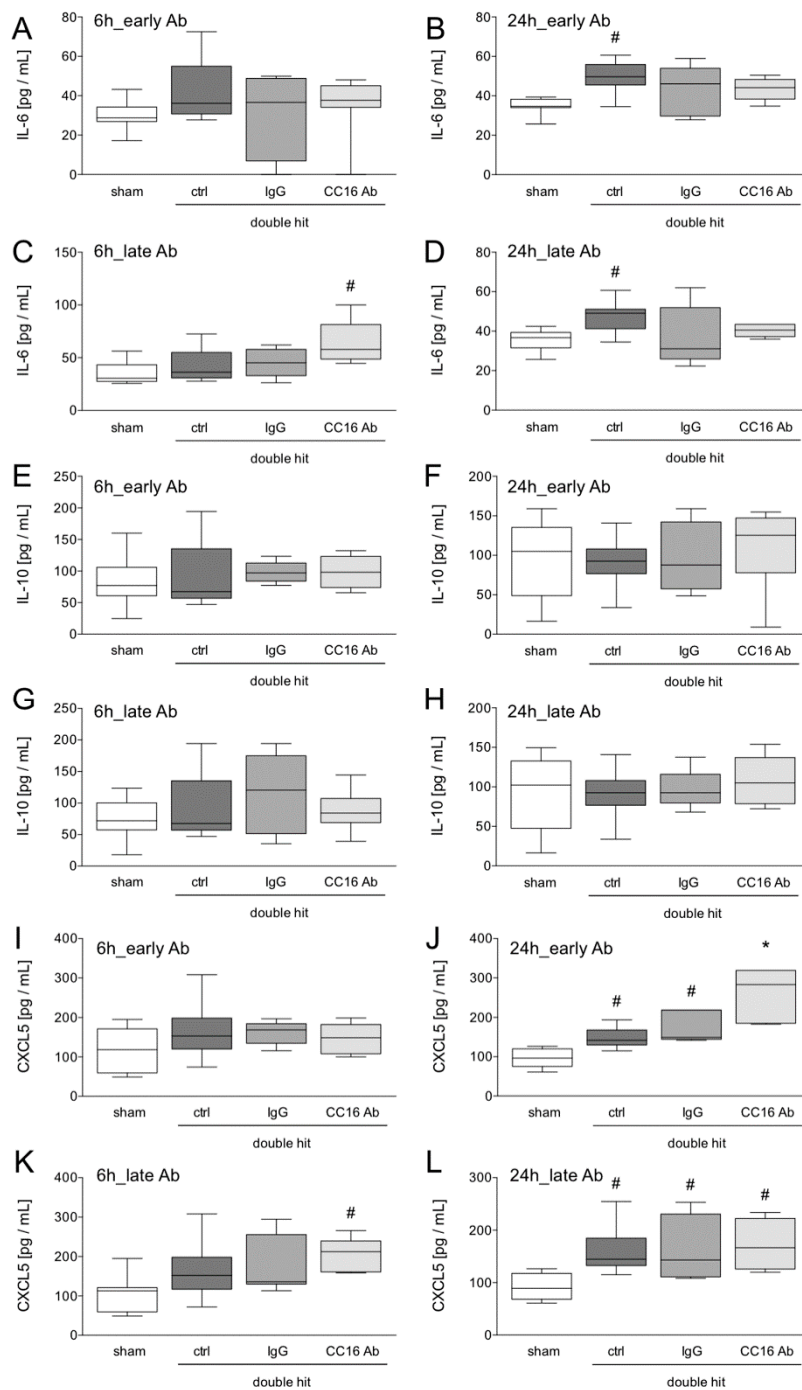 A 6h_early Ab
IL-6 [pg / mL]
80
60
40
20
0
sham ctrl IgG CC16 Ab
double hit
B 24h_early Ab
IL-6 [pg / mL]
80
60
40
20
0
#
sham ctrl IgG CC16 Ab
double hit
C 6h_late Ab
IL-6 [pg / mL]
150
100
50
0
#
sham ctrl IgG CC16 Ab
double hit
D 24h_late Ab
IL-6 [pg / mL]
80
60
40
20
0
#
sham ctrl IgG CC16 Ab
double hit
E 6h_early Ab
IL-10 [pg / mL]
250
200
150
100
50
0
sham ctrl IgG CC16 Ab
double hit
F 24h_early Ab
IL-10 [pg / mL]
200
150
100
50
0
sham ctrl IgG CC16 Ab
double hit
G 6h_late Ab
IL-10 [pg / mL]
250
200
150
100
50
0
sham ctrl IgG CC16 Ab
double hit
H 24h_late Ab
IL-10 [pg / mL]
200
150
100
50
0
sham ctrl IgG CC16 Ab
double hit
I 6h_early Ab
CXCL5 [pg / mL]
400
300
200
100
0
sham ctrl IgG CC16 Ab
double hit
J 24h_early Ab
CXCL5 [pg / mL]
400
300
200
100
0
# # *
sham ctrl IgG CC16 Ab
double hit
K 6h_late Ab
CXCL5 [pg / mL]
400
300
200
100
0
#
sham ctrl IgG CC16 Ab
double hit
L 24h_late Ab
CXCL5 [pg / mL]
300
200
100
0
# # #
sham ctrl IgG CC16 Ab
double hit